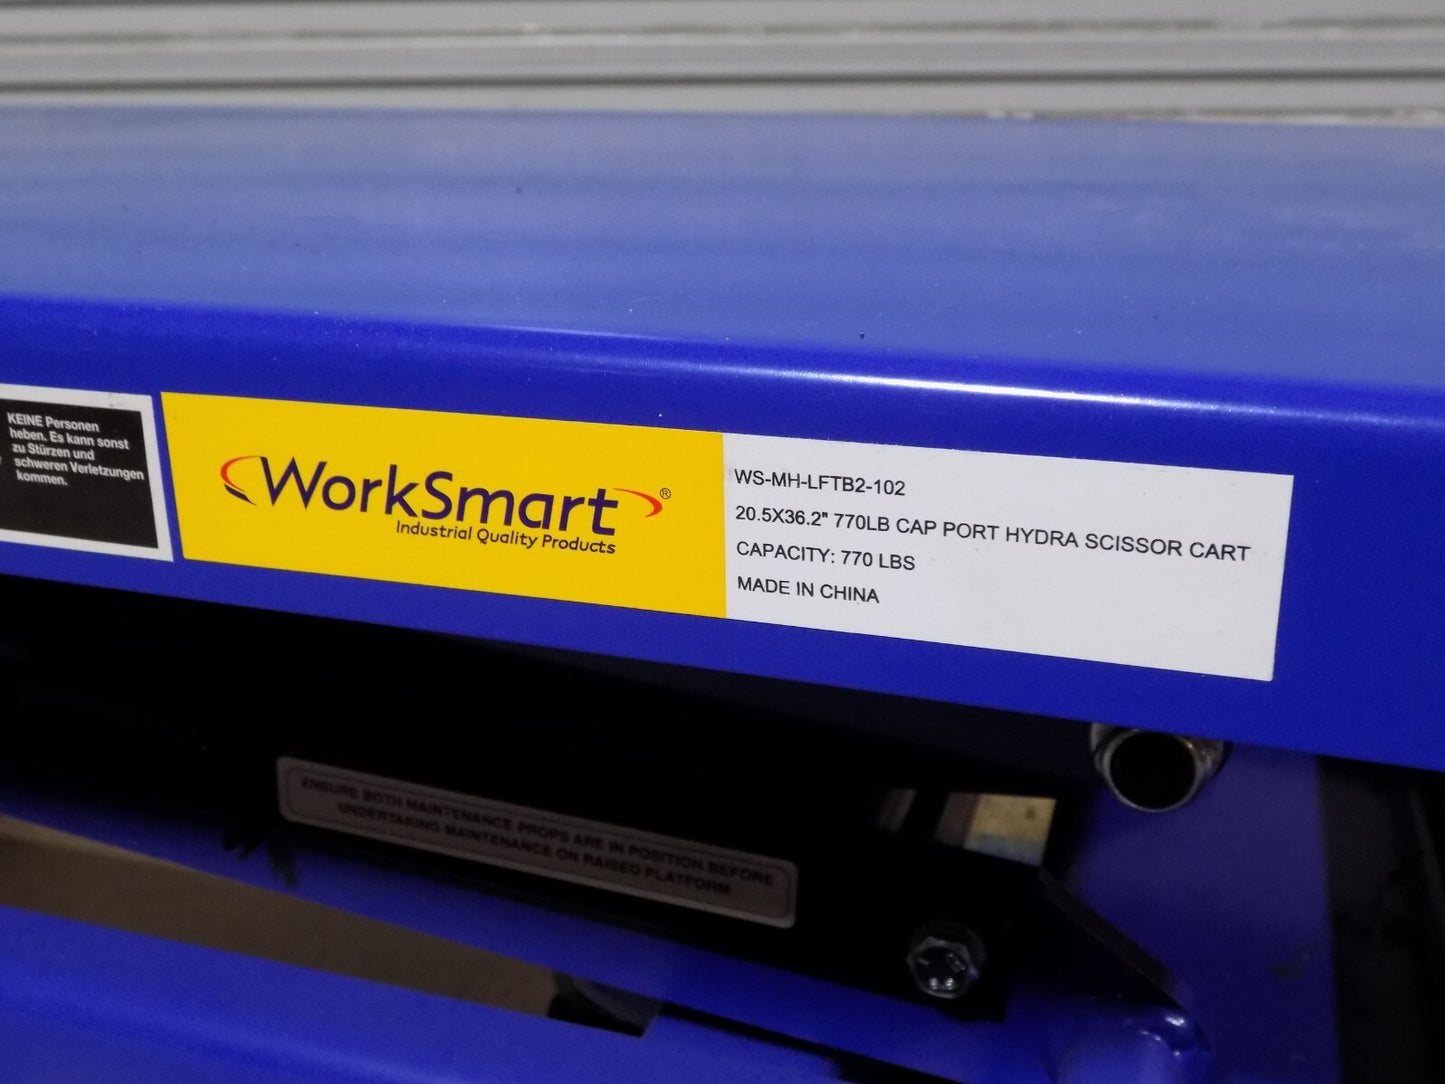 KEINE Personen
heben. Es kann sonst
zu Stürzen und
schweren Verletzungen
kommen.
WorkSmart®
Industrial Quality Products
WS-MH-LFTB2-102
20.5X36.2" 770LB CAP PORT HYDRA SCISSOR CART
CAPACITY: 770 LBS
MADE IN CHINA
ENSURE BOTH MAINTENANCE PROPS ARE IN POSITION BEFORE
UNDERTAKING MAINTENANCE ON RAISED PLATFORM